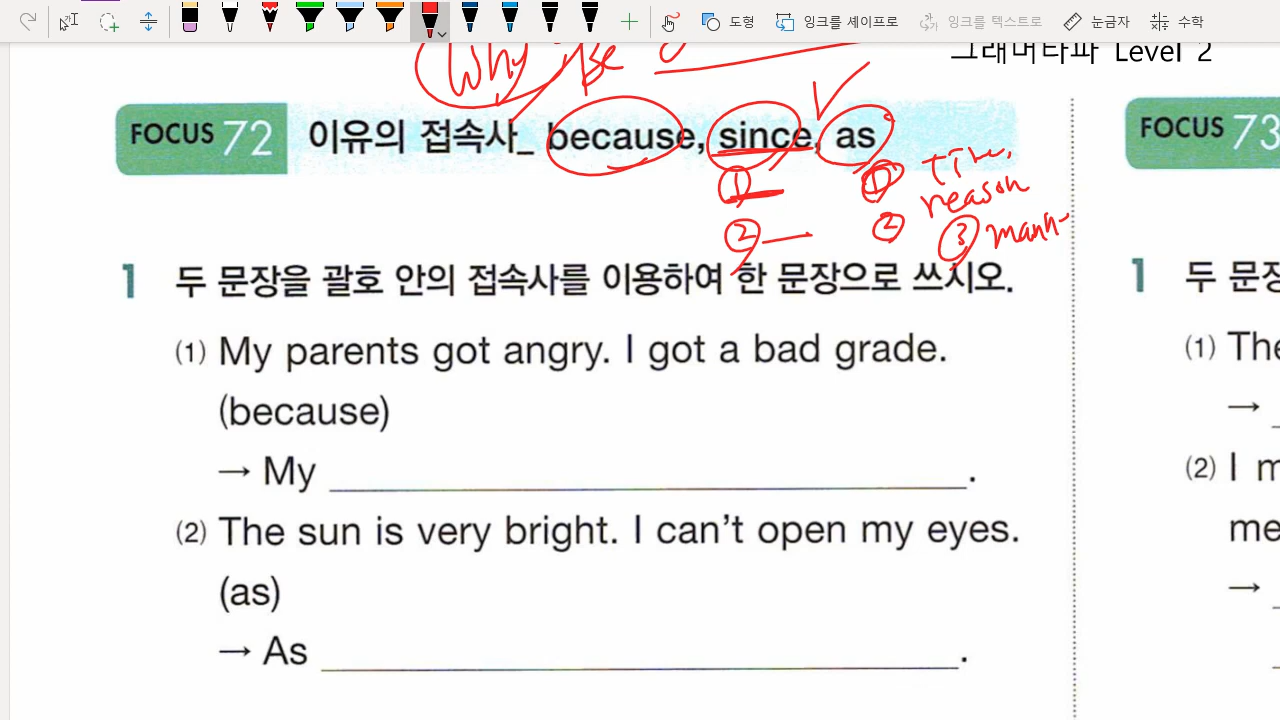 도형 잉크를 셰이프로 잉크를 텍스트로 눈금자 수학
Why Be
그래머타파 Level 2
FOCUS 72 이유의 접속사_ because, since, as
FOCUS 73
① ① time,
reason
② ② ③
1 두 문장을 괄호 안의 접속사를 이용하여 한 문장으로 쓰시오.
(1) My parents got angry. I got a bad grade.
(because)
→ My .
(2) The sun is very bright. I can't open my eyes.
(as)
→ As .
1 두 문
(1) The
→
(2) I m
me
→